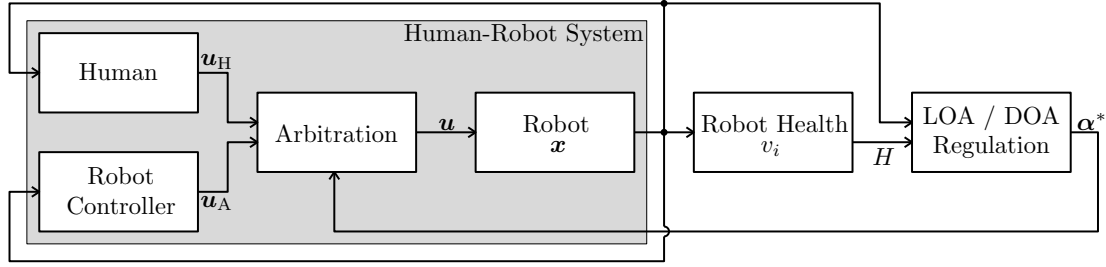 Human-Robot System
Human
𝒖_H
Robot
Controller
𝒖_A
Arbitration
𝒖
Robot
𝒙
Robot Health
v_i
H
LOA / DOA
Regulation
𝜶*